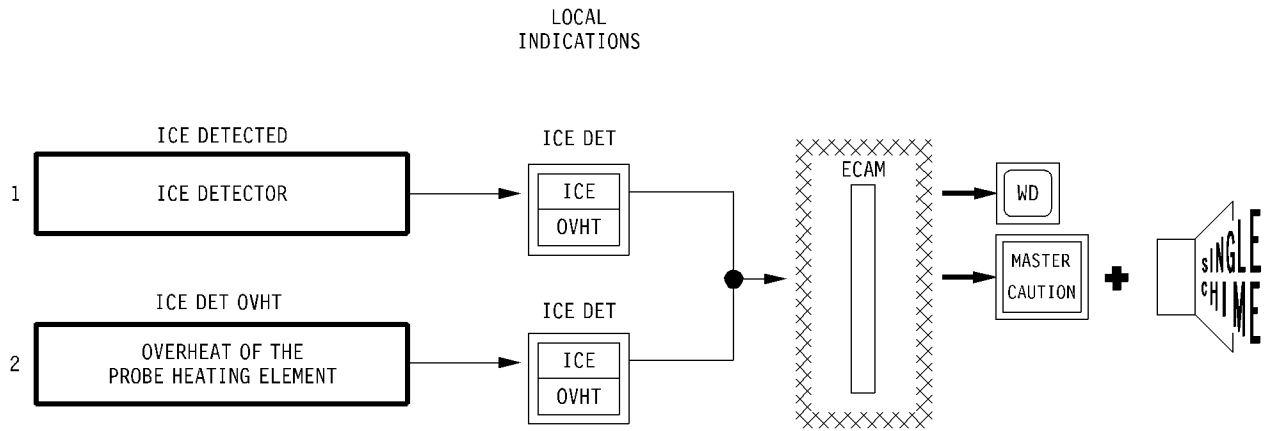 LOCAL
INDICATIONS
ICE DETECTED
1
ICE DETECTOR
ICE DET
ICE
OVHT
ECAM
WD
MASTER
CAUTION
SINGLE
CHIME
ICE DET OVHT
2
OVERHEAT OF THE
PROBE HEATING ELEMENT
ICE DET
ICE
OVHT